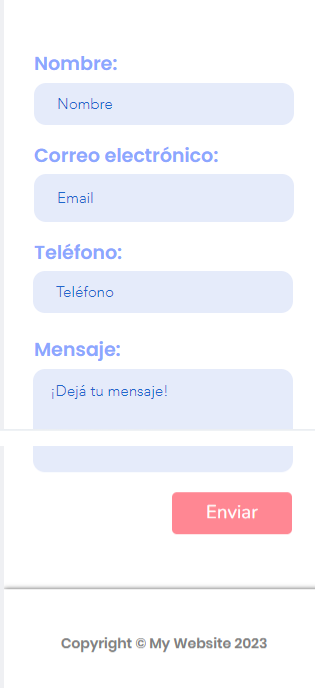 Nombre:
Nombre
Correo electrónico:
Email
Teléfono:
Teléfono
Mensaje:
¡Dejá tu mensaje!
Enviar
Copyright © My Website 2023